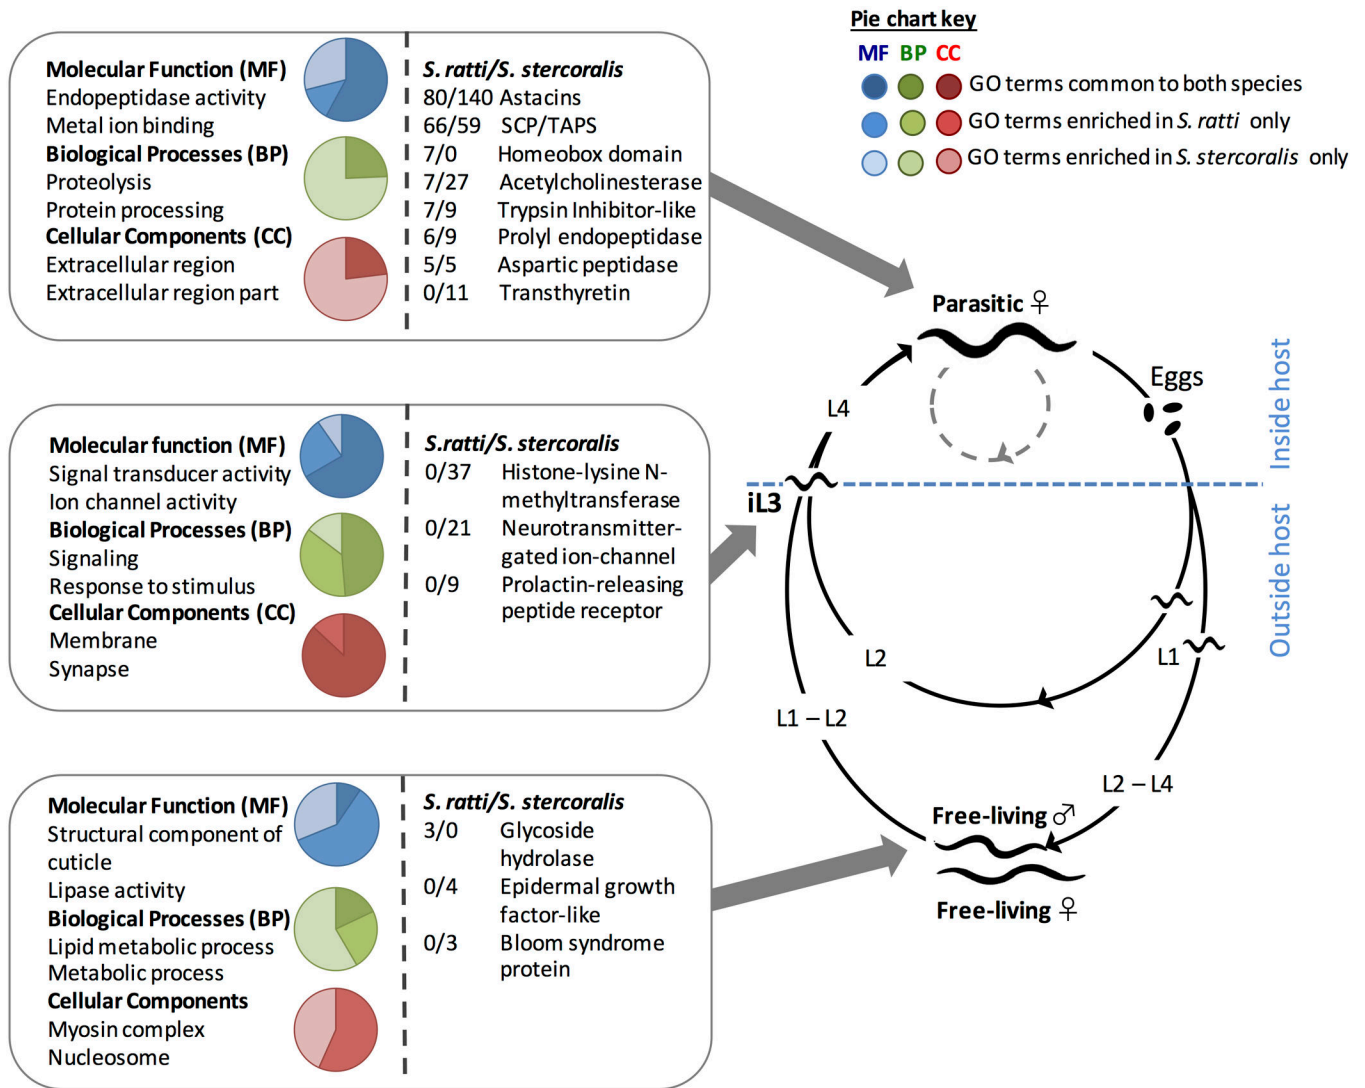 Pie chart key
MF BP CC
GO terms common to both species
GO terms enriched in S. ratti only
GO terms enriched in S. stercoralis only
Molecular Function (MF)
Endopeptidase activity
Metal ion binding
Biological Processes (BP)
Proteolysis
Protein processing
Cellular Components (CC)
Extracellular region
Extracellular region part
S. ratti/S. stercoralis
80/140 Astacins
66/59 SCP/TAPS
7/0 Homeobox domain
7/27 Acetylcholinesterase
7/9 Trypsin Inhibitor-like
6/9 Prolyl endopeptidase
5/5 Aspartic peptidase
0/11 Transthyretin
Molecular function (MF)
Signal transducer activity
Ion channel activity
Biological Processes (BP)
Signaling
Response to stimulus
Cellular Components (CC)
Membrane
Synapse
S.ratti/S. stercoralis
0/37 Histone-lysine N-
methyltransferase
0/21 Neurotransmitter-
gated ion-channel
0/9 Prolactin-releasing
peptide receptor
Molecular Function (MF)
Structural component of
cuticle
Lipase activity
Biological Processes (BP)
Lipid metabolic process
Metabolic process
Cellular Components
Myosin complex
Nucleosome
S. ratti/S. stercoralis
3/0 Glycoside
hydrolase
0/4 Epidermal growth
factor-like
0/3 Bloom syndrome
protein
Parasitic ♀
Eggs
L4
Inside host
iL3
Outside host
L2
L1
L1 – L2
L2 – L4
Free-living ♂
Free-living ♀